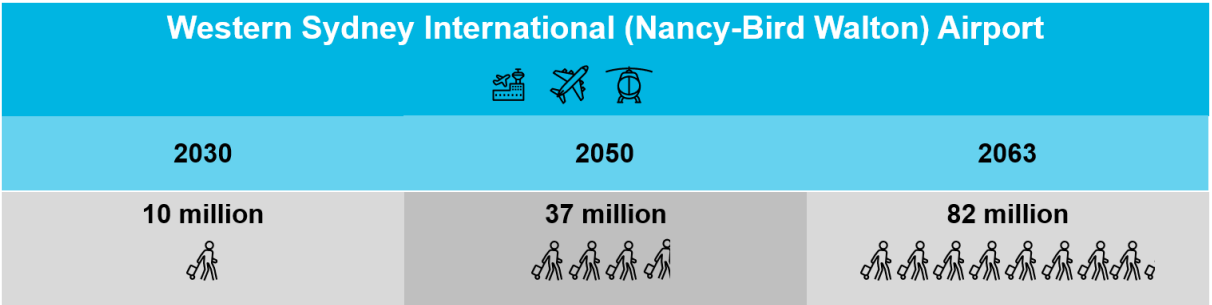 Western Sydney International (Nancy-Bird Walton) Airport
2030
2050
2063
10 million
37 million
82 million